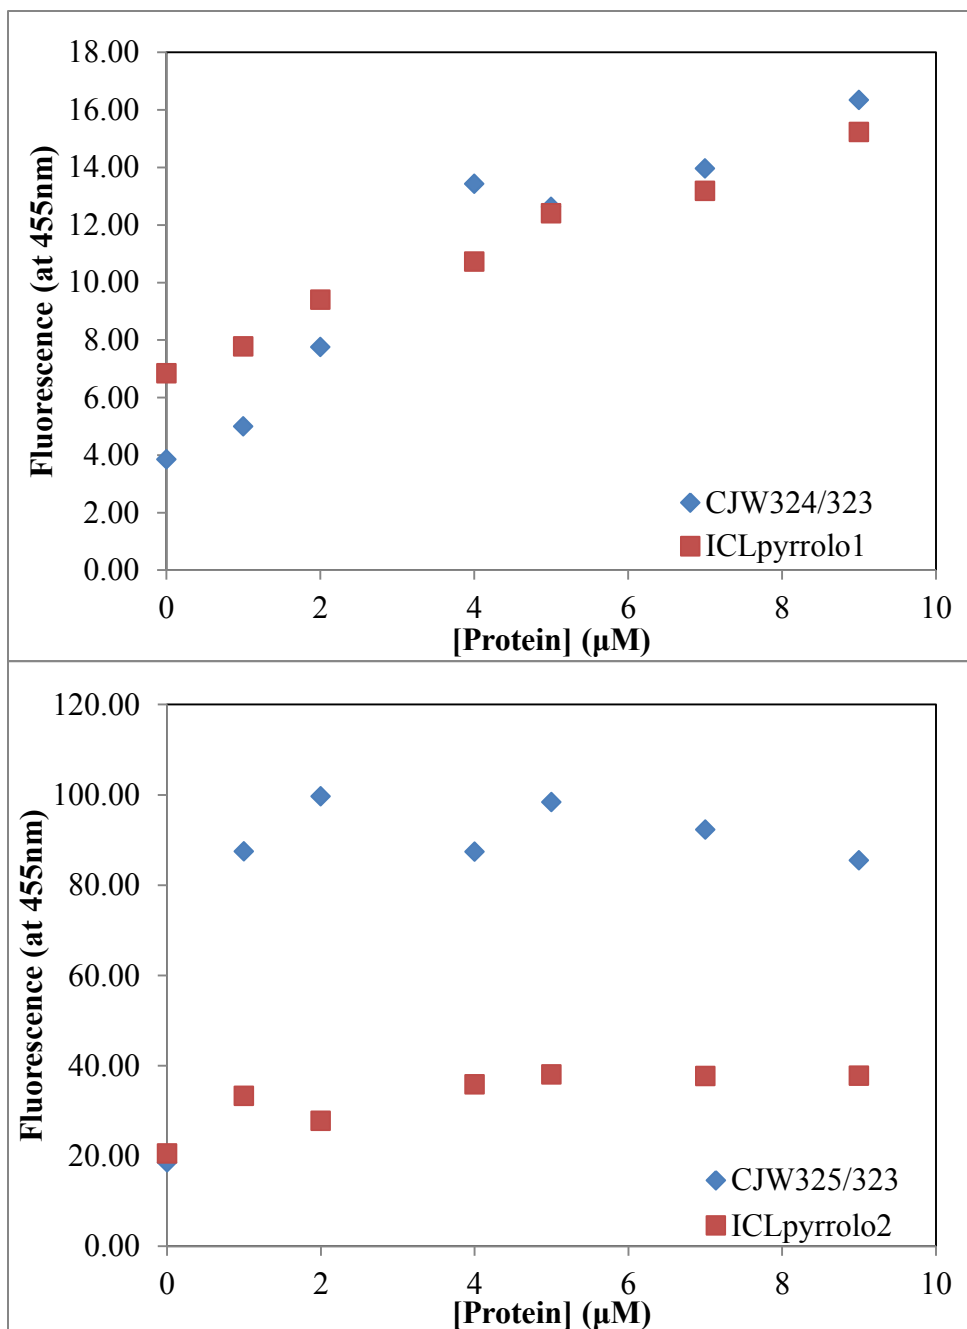 18.00
16.00
14.00
12.00
10.00
8.00
6.00
4.00
2.00
0.00
Fluorescence (at 455nm)
CJW324/323
ICLpyrrolo1
0 2 4 6 8 10
[Protein] (µM)
120.00
100.00
80.00
60.00
40.00
20.00
0.00
Fluorescence (at 455nm)
CJW325/323
ICLpyrrolo2
0 2 4 6 8 10
[Protein] (µM)